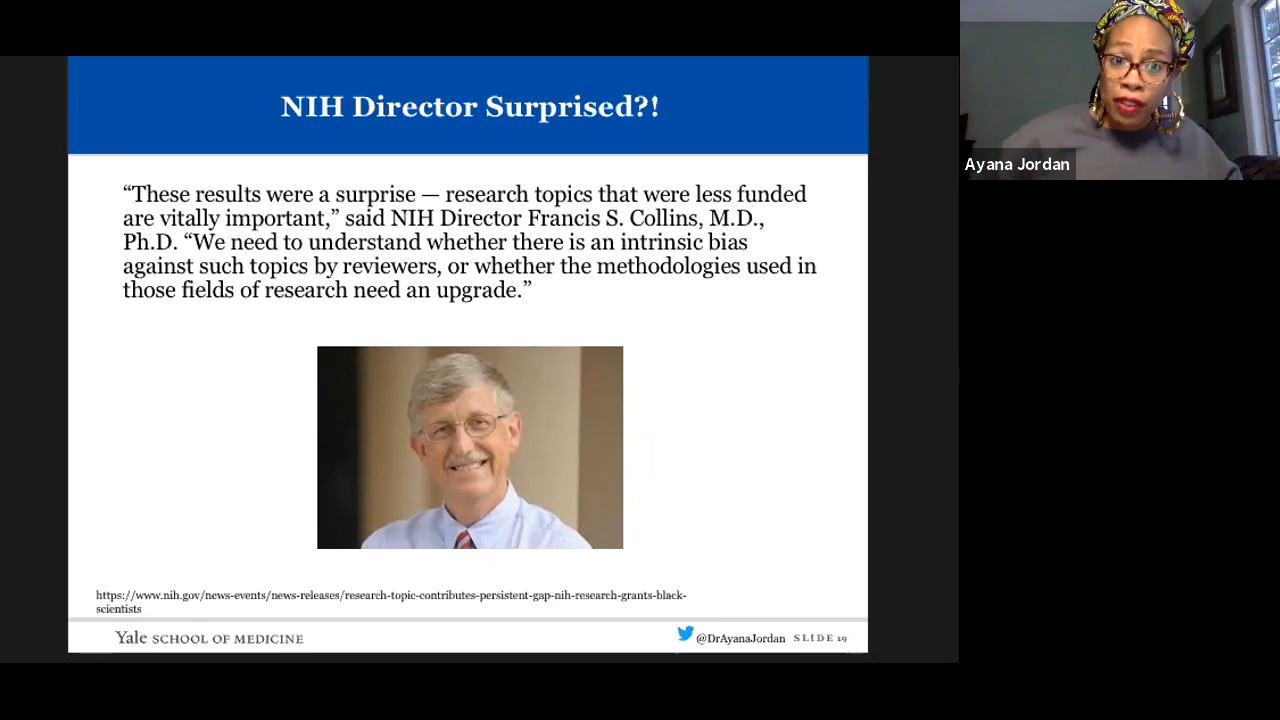 NIH Director Surprised?!
“These results were a surprise — research topics that were less funded
are vitally important,” said NIH Director Francis S. Collins, M.D.,
Ph.D. “We need to understand whether there is an intrinsic bias
against such topics by reviewers, or whether the methodologies used in
those fields of research need an upgrade.”
https://www.nih.gov/news-events/news-releases/research-topic-contributes-persistent-gap-nih-research-grants-black-
scientists
Yale SCHOOL OF MEDICINE
@DrAyanaJordan SLIDE 19
Ayana Jordan